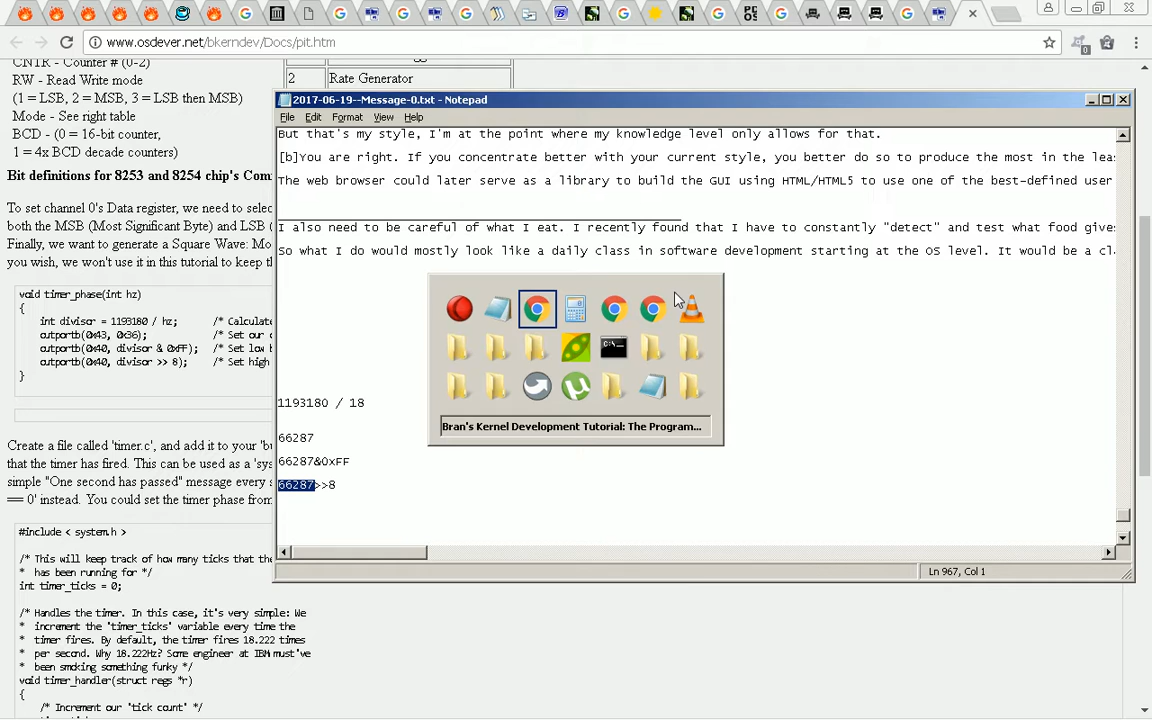 www.osdever.net/bkerndev/Docs/pit.htm
CNTR - Counter # (0-2)
RW - Read Write mode
(1 = LSB, 2 = MSB, 3 = LSB then MSB)
Mode - See right table
BCD - (0 = 16-bit counter,
1 = 4x BCD decade counters)
2 Rate Generator
Bit definitions for 8253 and 8254 chip's Com
To set channel 0's Data register, we need to selec
both the MSB (Most Significant Byte) and LSB (
Finally, we want to generate a Square Wave: Mo
you wish, we won't use it in this tutorial to keep th
void timer_phase(int hz)
{
int divisor = 1193180 / hz; /* Calculate
outportb(0x43, 0x36); /* Set our c
outportb(0x40, divisor & 0xFF); /* Set low b
outportb(0x40, divisor >> 8); /* Set high
}
Create a file called 'timer.c', and add it to your 'bu
that the timer has fired. This can be used as a 'sys
simple "One second has passed" message every s
== 0' instead. You could set the timer phase from
#include < system.h >
/* This will keep track of how many ticks that the
* has been running for */
int timer_ticks = 0;
/* Handles the timer. In this case, it's very simple: We
* increment the 'timer_ticks' variable every time the
* timer fires. By default, the timer fires 18.222 times
* per second. Why 18.222Hz? Some engineer at IBM must've
* been smoking something funky */
void timer_handler(struct regs *r)
{
/* Increment our 'tick count' */
2017-06-19--Message-0.txt - Notepad
File Edit Format View Help
But that's my style, I'm at the point where my knowledge level only allows for that.
[b]You are right. If you concentrate better with your current style, you better do so to produce the most in the leas
The web browser could later serve as a library to build the GUI using HTML/HTML5 to use one of the best-defined user
I also need to be careful of what I eat. I recently found that I have to constantly "detect" and test what food gives
So what I do would mostly look like a daily class in software development starting at the OS level. It would be a cl
1193180 / 18
66287
66287&0xFF
66287>>8
Ln 967, Col 1
C:\
Bran's Kernel Development Tutorial: The Program...